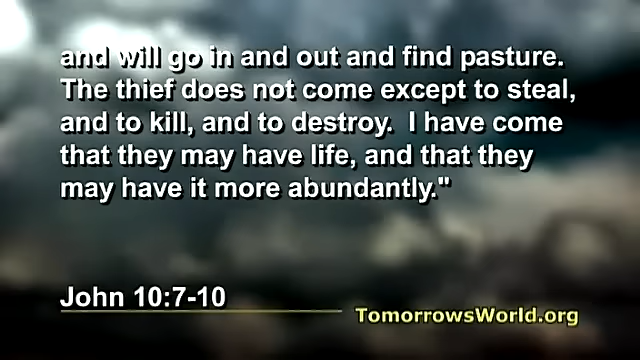 and will go in and out and find pasture.
The thief does not come except to steal,
and to kill, and to destroy.  I have come
that they may have life, and that they
may have it more abundantly."
John 10:7-10
TomorrowsWorld.org